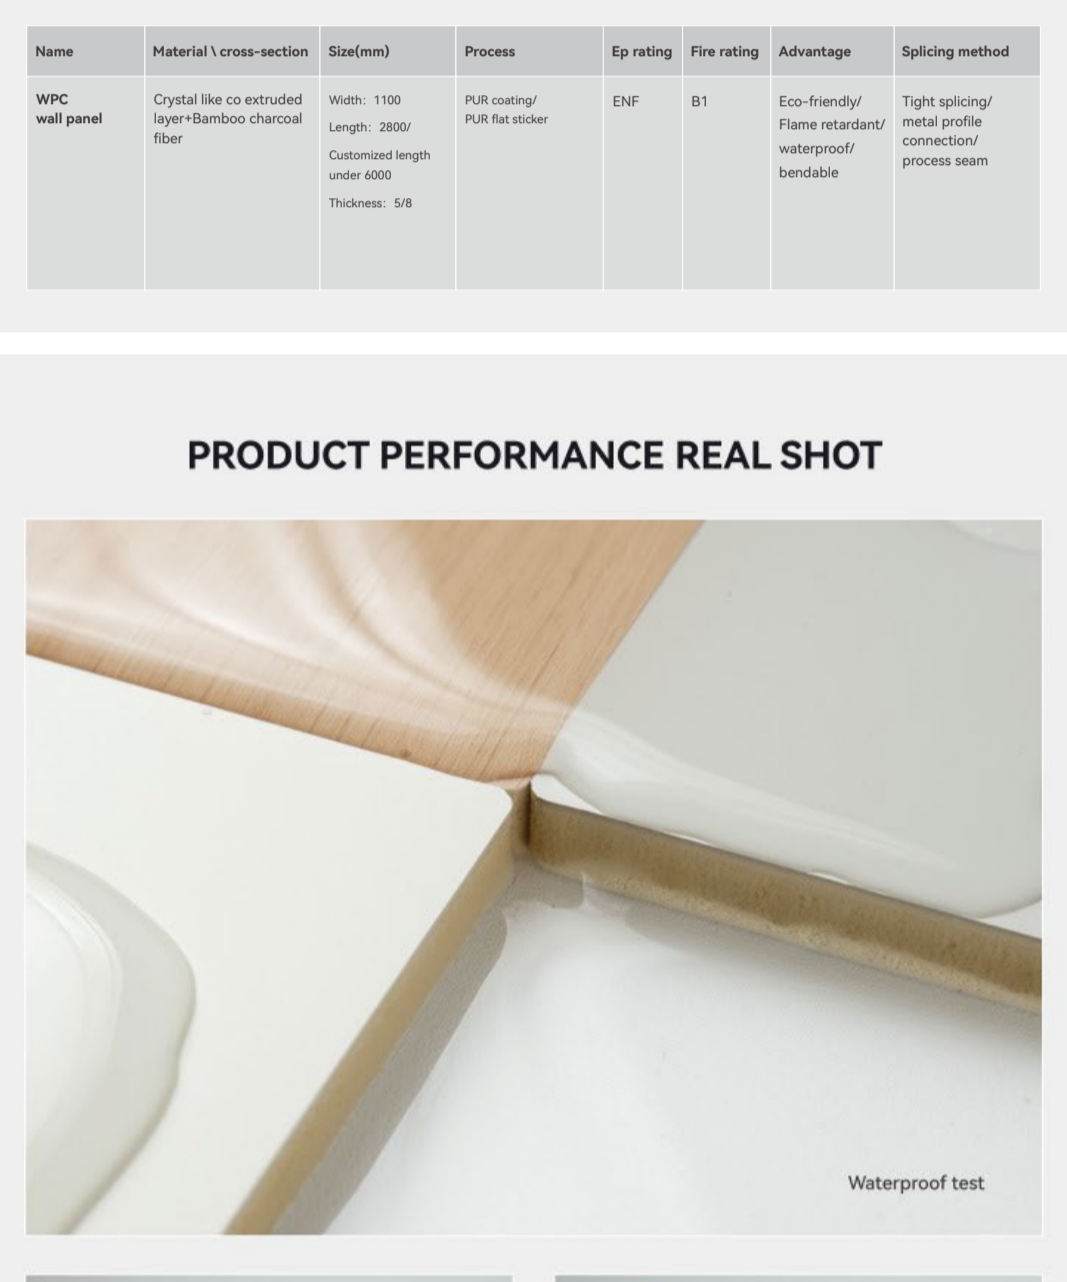 Name
Material \ cross-section
Size(mm)
Process
Ep rating
Fire rating
Advantage
Splicing method
WPC
wall panel
Crystal like co extruded
layer+Bamboo charcoal
fiber
Width: 1100
Length: 2800/
Customized length
under 6000
Thickness: 5/8
PUR coating/
PUR flat sticker
ENF
B1
Eco-friendly/
Flame retardant/
waterproof/
bendable
Tight splicing/
metal profile
connection/
process seam
PRODUCT PERFORMANCE REAL SHOT
Waterproof test